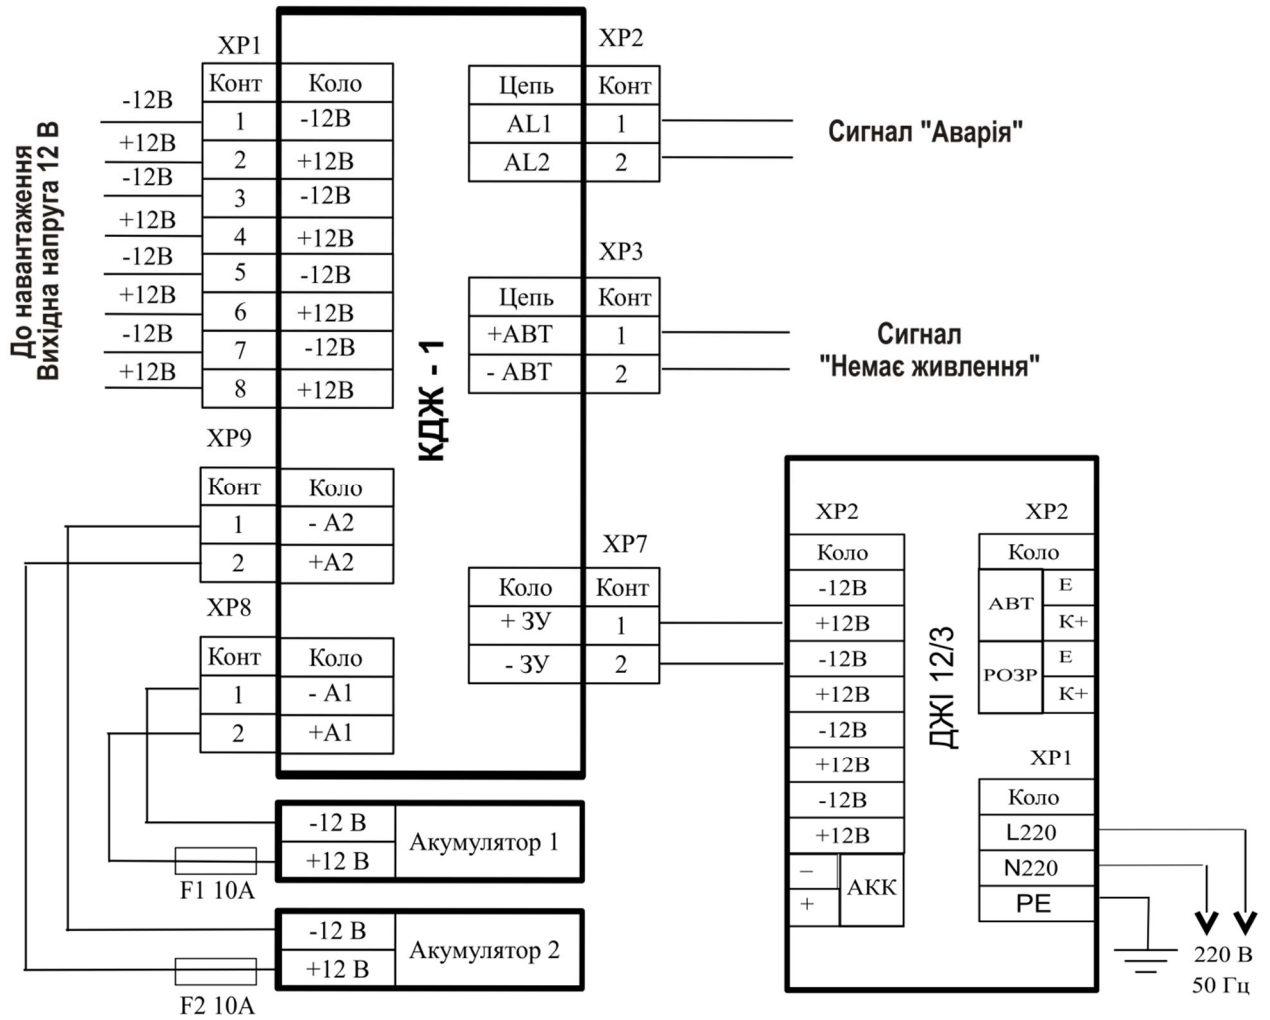 XP1
Конт Коло
1 -12В
2 +12В
3 -12В
4 +12В
5 -12В
6 +12В
7 -12В
8 +12В
-12В
+12В
-12В
+12В
-12В
+12В
-12В
+12В
До навантаження
Вихідна напруга 12 В
XP9
Конт Коло
1 - А2
2 +А2
XP8
Конт Коло
1 - А1
2 +А1
КДЖ - 1
XP2
Цепь Конт
AL1 1
AL2 2
Сигнал "Аварія"
XP3
Цепь Конт
+АВТ 1
- АВТ 2
Сигнал
"Немає живлення"
XP7
Коло Конт
+ ЗУ 1
- ЗУ 2
XP2
Коло
-12В
+12В
-12В
+12В
-12В
+12В
-12В
+12В
– АКК
+
ДЖІ 12/3
XP2
Коло
АВТ Е
К+
РОЗР Е
К+
XP1
Коло
L220
N220
PE
220 В
50 Гц
-12 В Акумулятор 1
+12 В
F1 10А
-12 В Акумулятор 2
+12 В
F2 10А